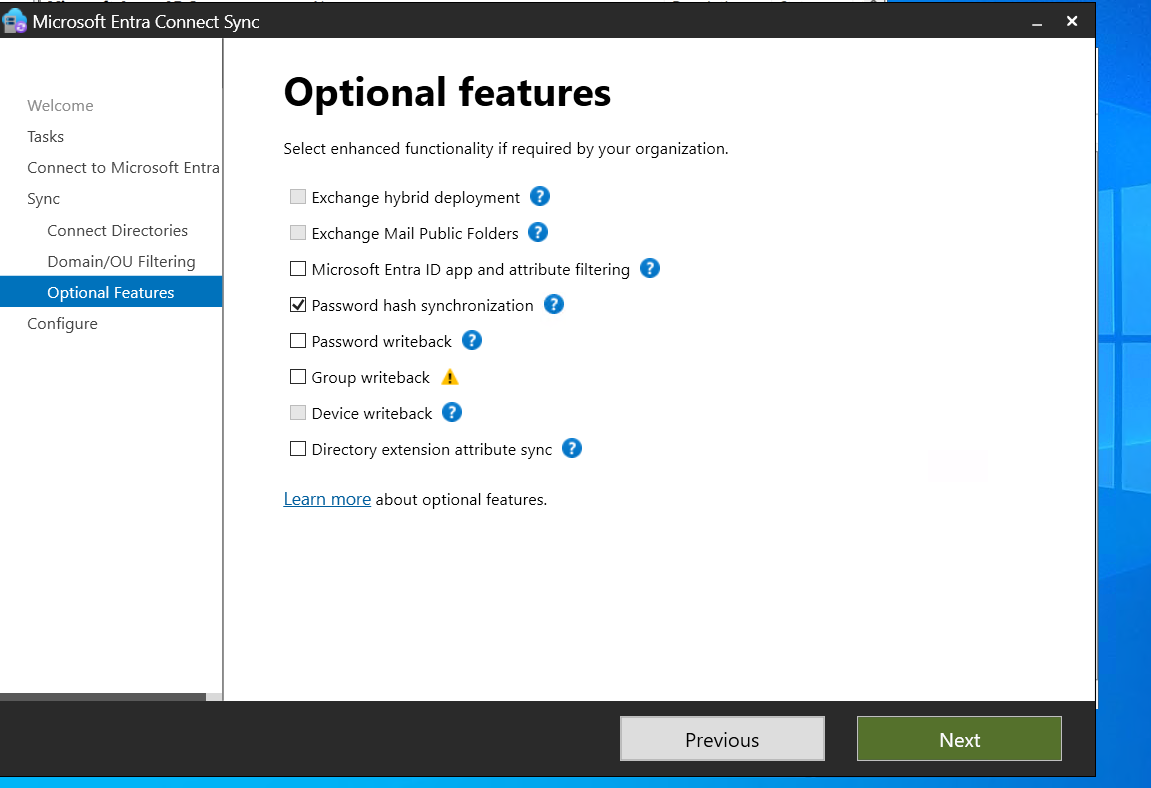 Microsoft Entra Connect Sync
Welcome
Tasks
Connect to Microsoft Entra
Sync
Connect Directories
Domain/OU Filtering
Optional Features
Configure
Optional features
Select enhanced functionality if required by your organization.
Exchange hybrid deployment ?
Exchange Mail Public Folders ?
Microsoft Entra ID app and attribute filtering ?
Password hash synchronization ?
Password writeback ?
Group writeback !
Device writeback ?
Directory extension attribute sync ?
Learn more about optional features.
Previous
Next